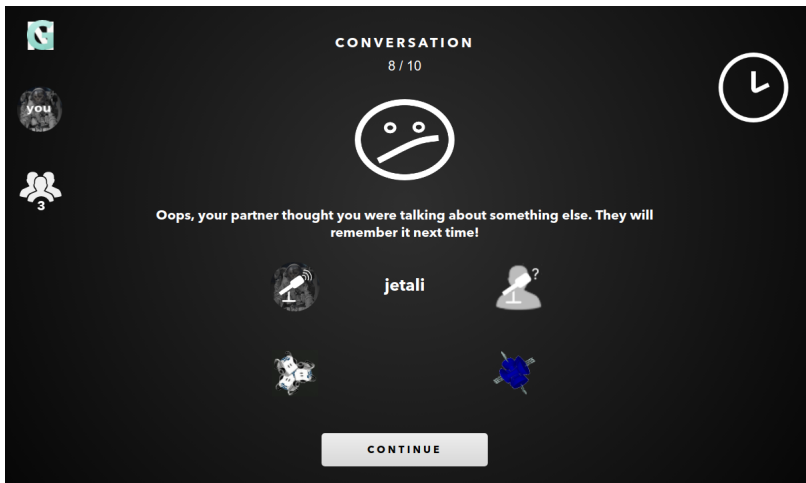 CONVERSATION
8 / 10
you
3
Oops, your partner thought you were talking about something else. They will
remember it next time!
?
jetali
CONTINUE